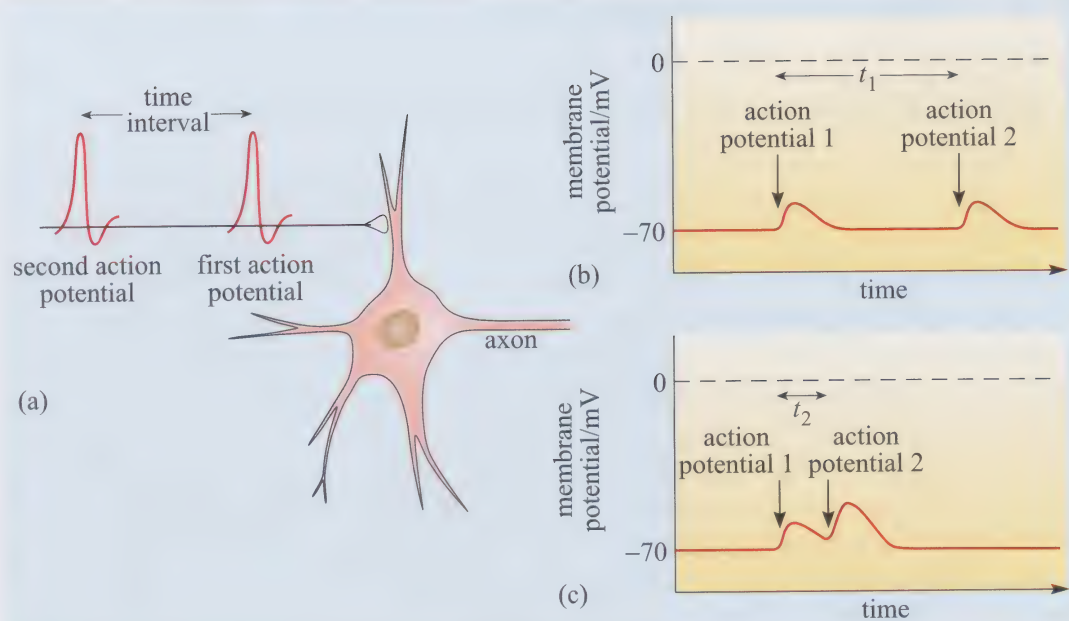 time
interval
second action
potential
first action
potential
axon
(a)
membrane
potential/mV
0
t1
action
potential 1
action
potential 2
–70
(b)
time
membrane
potential/mV
0
t2
action
potential 1
action
potential 2
–70
(c)
time